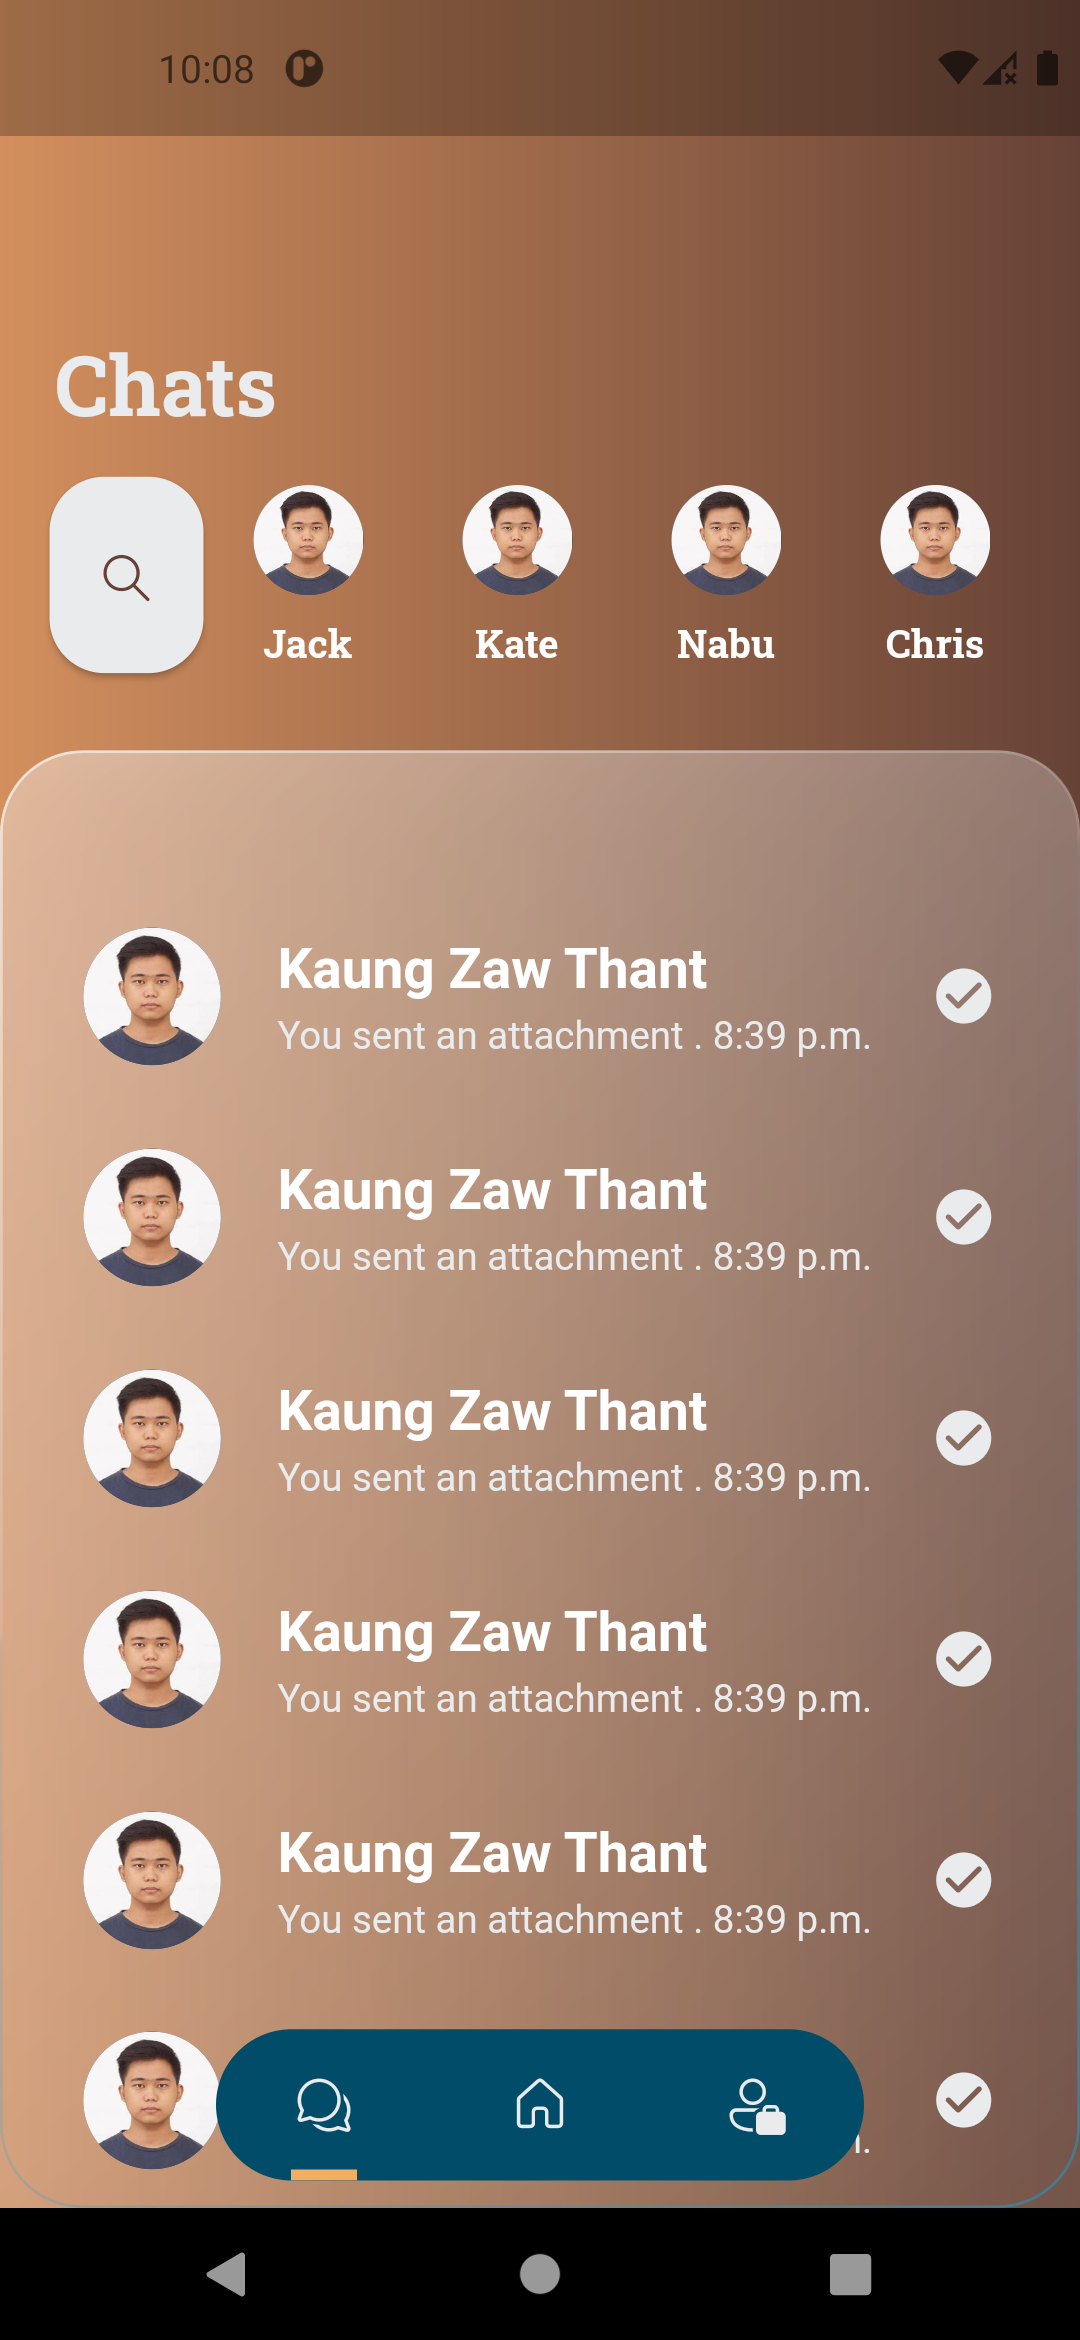 10:08
Chats
Jack
Kate
Nabu
Chris
Kaung Zaw Thant
You sent an attachment . 8:39 p.m.
Kaung Zaw Thant
You sent an attachment . 8:39 p.m.
Kaung Zaw Thant
You sent an attachment . 8:39 p.m.
Kaung Zaw Thant
You sent an attachment . 8:39 p.m.
Kaung Zaw Thant
You sent an attachment . 8:39 p.m.